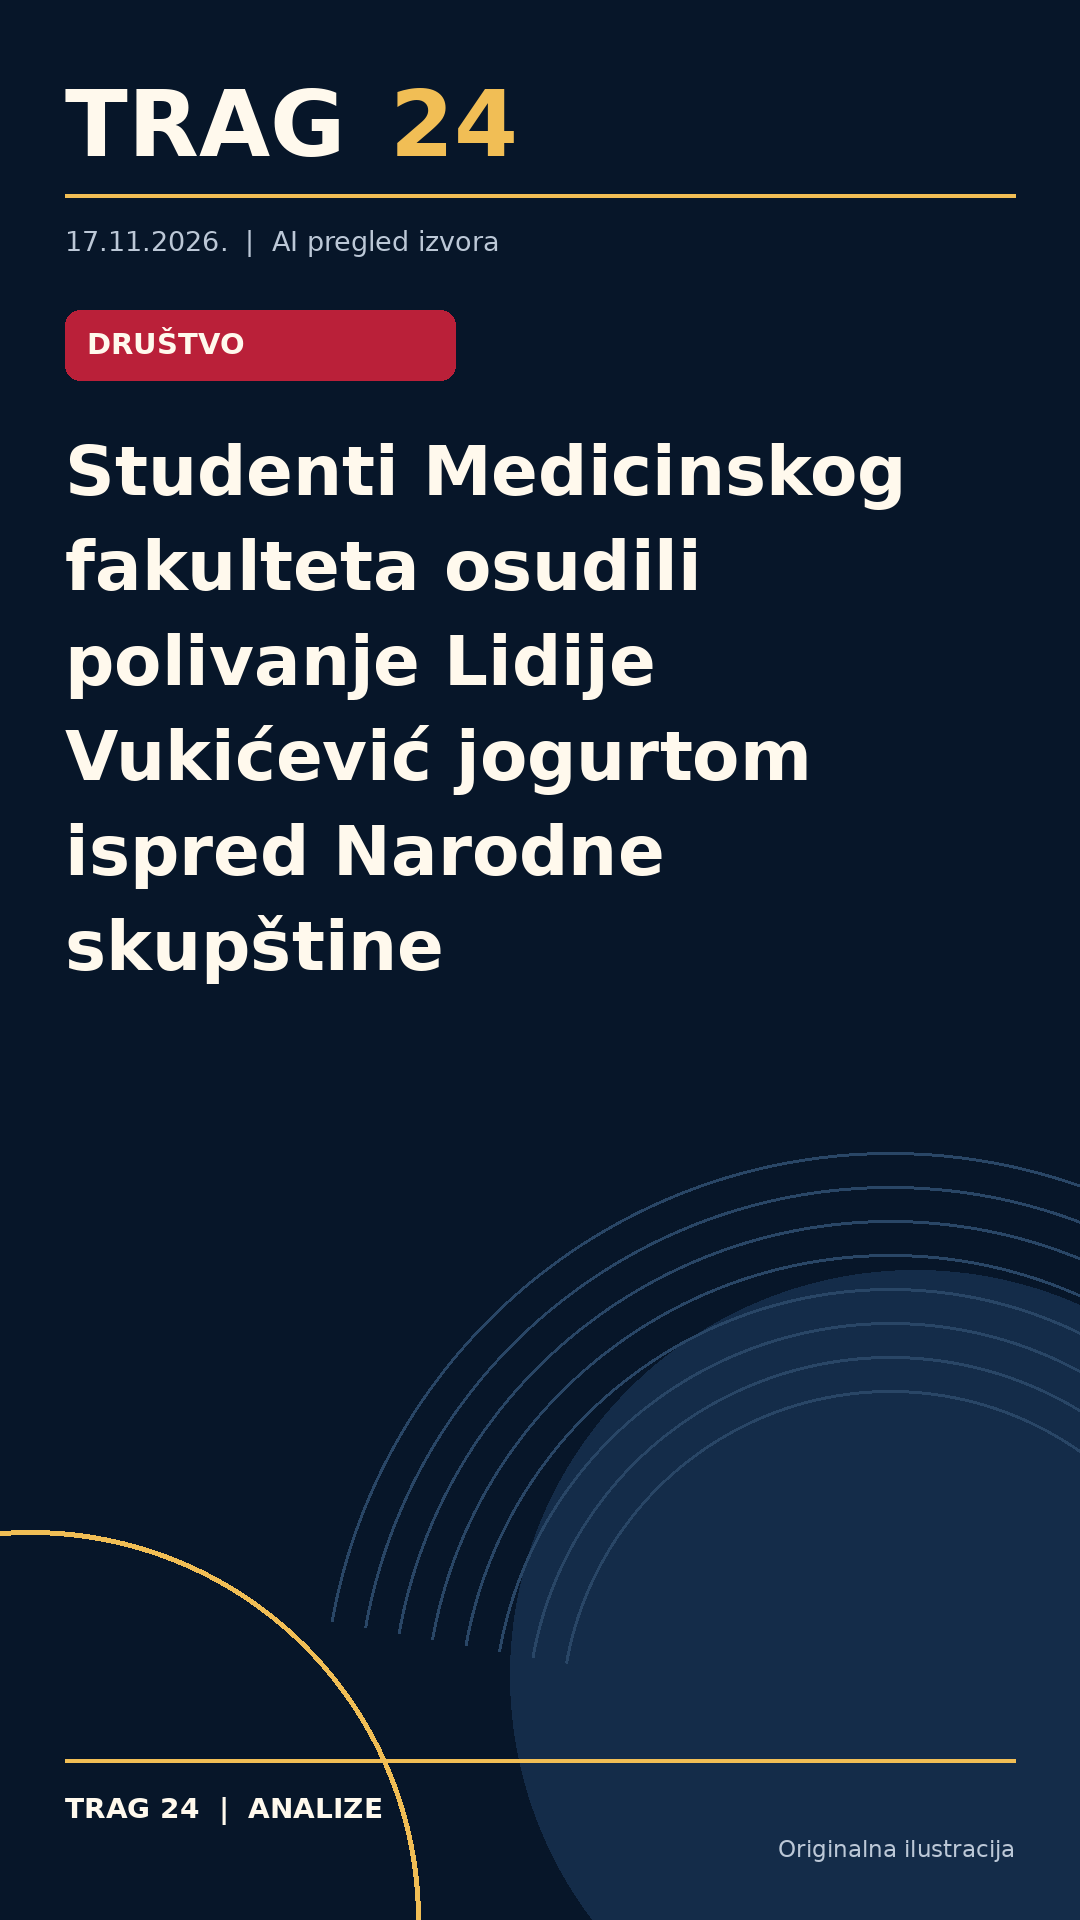 TRAG 24
17.11.2026. | AI pregled izvora
DRUŠTVO
Studenti Medicinskog
fakulteta osudili
polivanje Lidije
Vukićević jogurtom
ispred Narodne
skupštine
TRAG 24 | ANALIZE
Originalna ilustracija